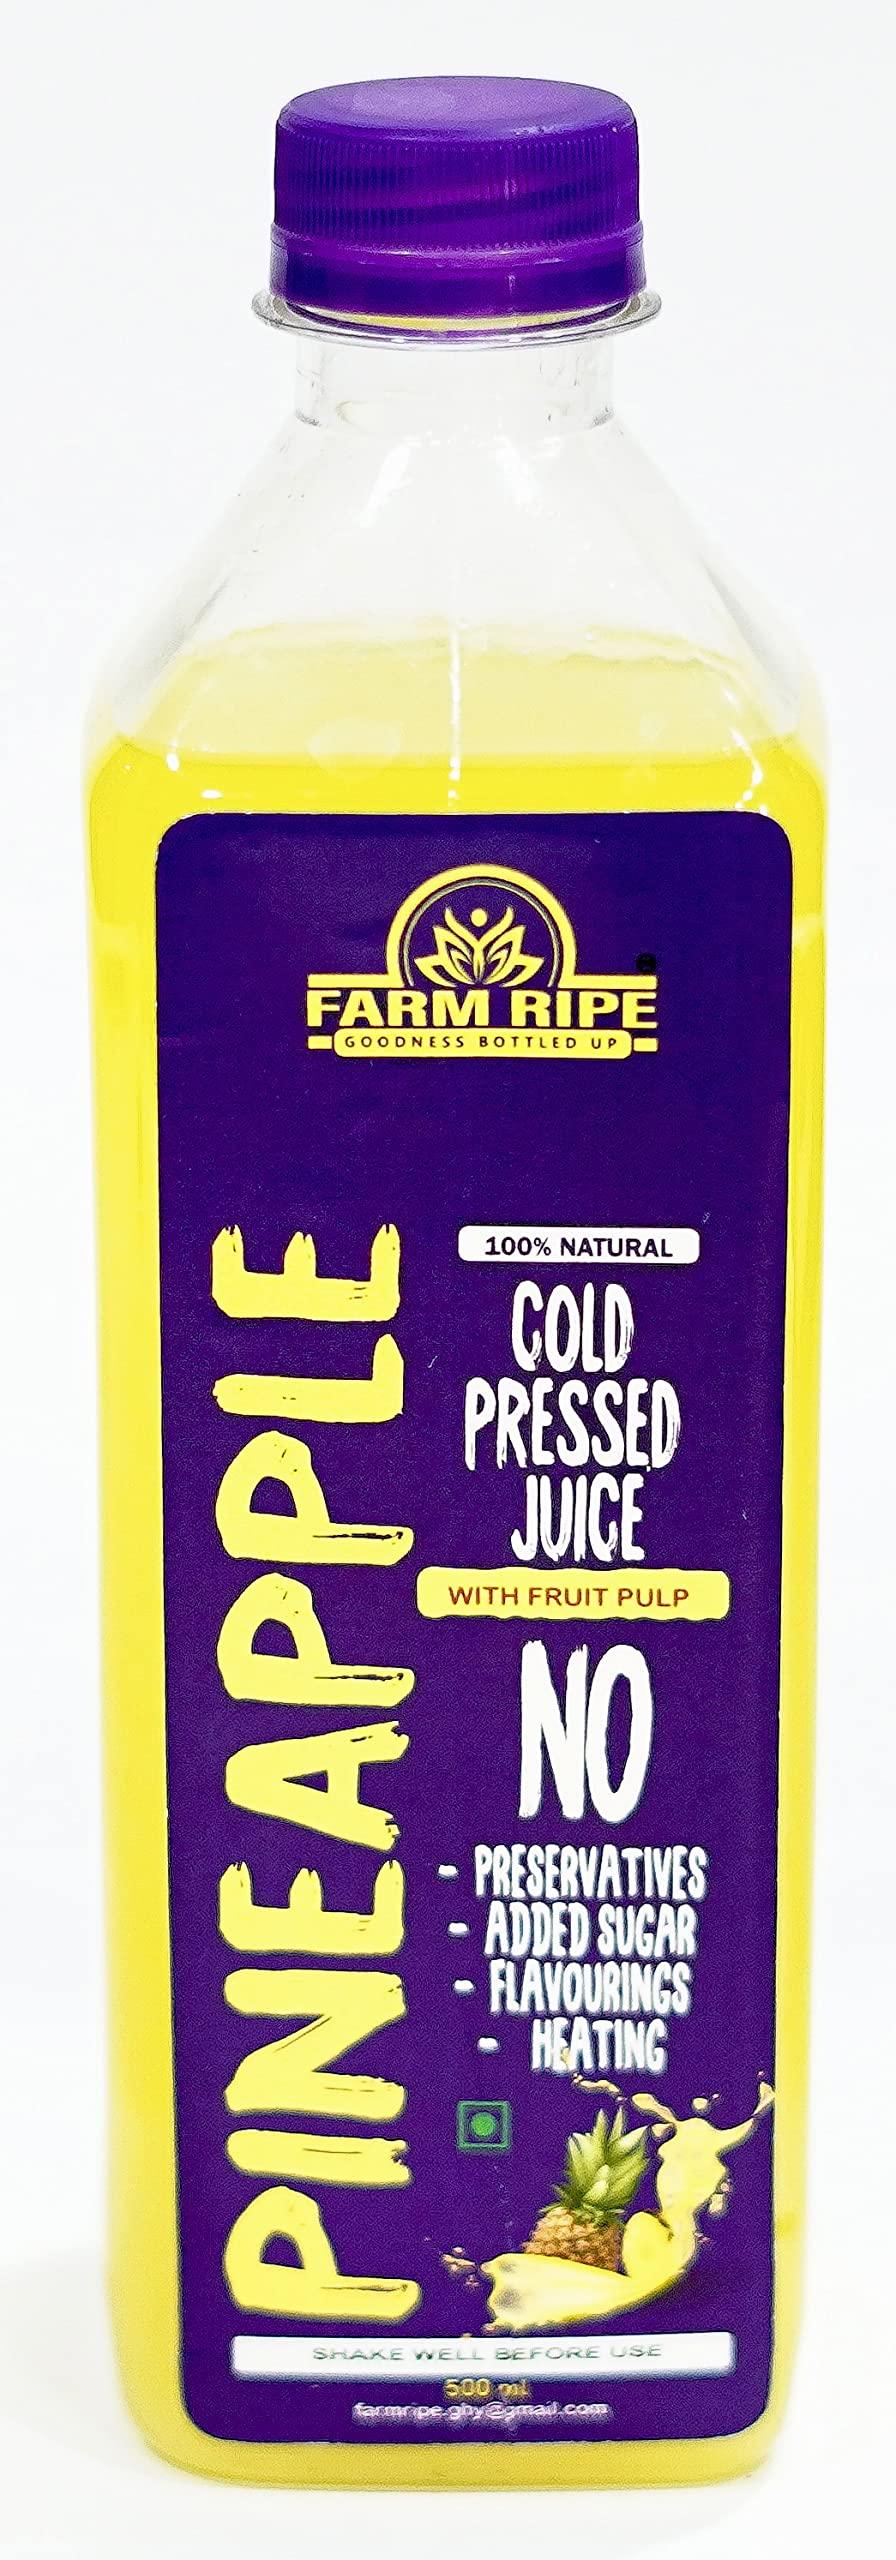 FARM RIPE
GOODNESS BOTTLED UP
PINEAPPLE
100% NATURAL
COLD
PRESSED
JUICE
WITH FRUIT PULP
NO
- PRESERVATIVES
- ADDED SUGAR
- FLAVOURINGS
- HEATING
SHAKE WELL BEFORE USE
500 ml
farmripe.ghy@gmail.com